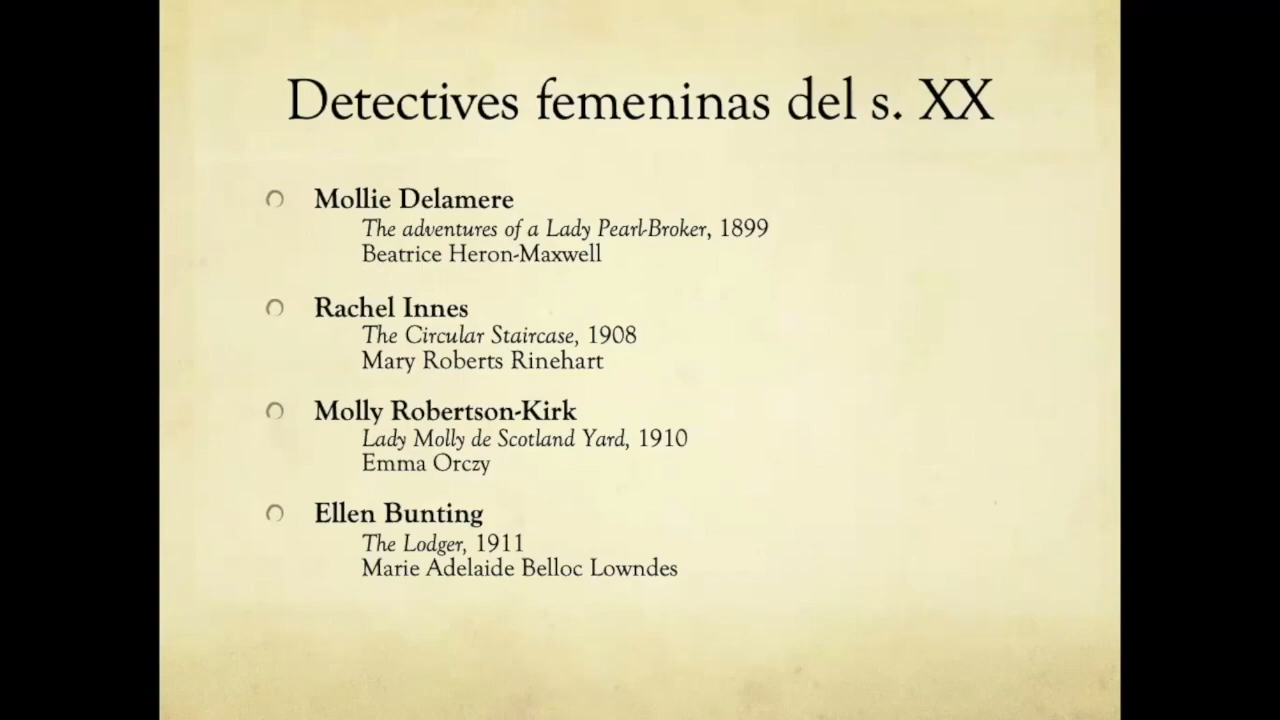 Detectives femeninas del s. XX
Mollie Delamere
The adventures of a Lady Pearl-Broker, 1899
Beatrice Heron-Maxwell
Rachel Innes
The Circular Staircase, 1908
Mary Roberts Rinehart
Molly Robertson-Kirk
Lady Molly de Scotland Yard, 1910
Emma Orczy
Ellen Bunting
The Lodger, 1911
Marie Adelaide Belloc Lowndes